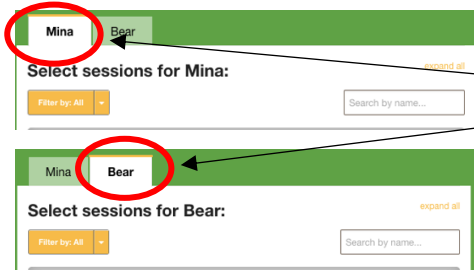 Mina Bear
Select sessions for Mina:
expand all
Filter by: All
Search by name...
Mina Bear
Select sessions for Bear:
expand all
Filter by: All
Search by name...